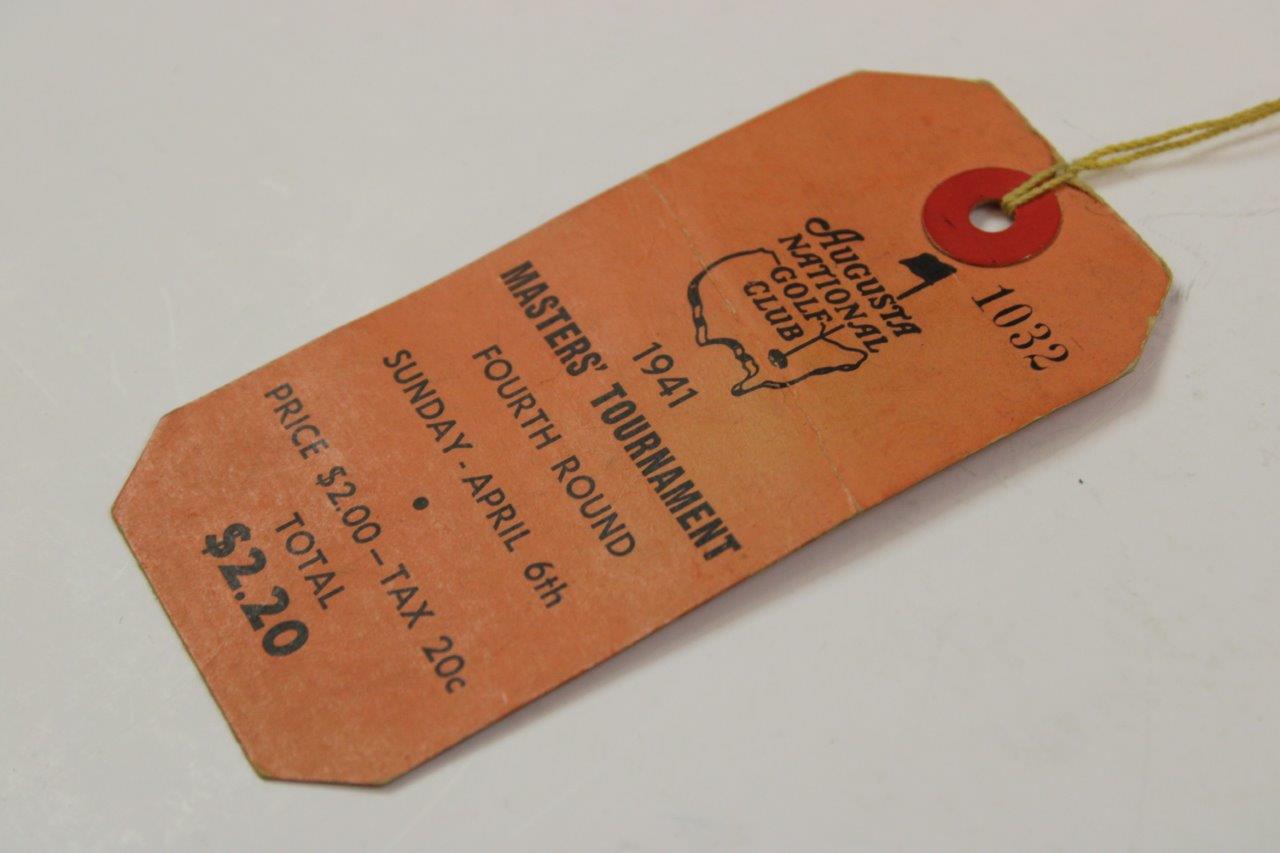 1032
AUGUSTA
NATIONAL
GOLF
CLUB
1941
MASTERS' TOURNAMENT
FOURTH ROUND
SUNDAY - APRIL 6th
PRICE $2.00 — TAX 20c
TOTAL
$2.20